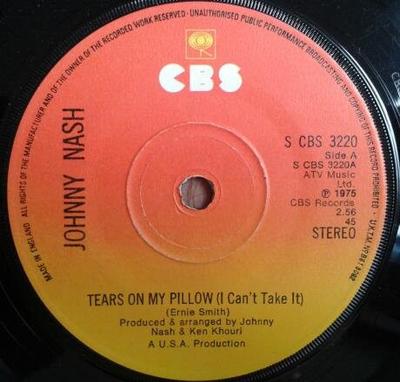 ALL RIGHTS OF THE MANUFACTURER AND OF THE OWNER OF THE RECORDED WORK RESERVED · UNAUTHORISED PUBLIC PERFORMANCE BROADCASTING AND COPYING OF THIS RECORD PROHIBITED
MADE IN ENGLAND
CBS
JOHNNY NASH
S CBS 3220
Side A
S CBS 3220A
ATV Music
Ltd.
℗ 1975
CBS Records
2.56
45
STEREO
TEARS ON MY PILLOW (I Can't Take It)
(Ernie Smith)
Produced & arranged by Johnny
Nash & Ken Khouri
A U.S.A. Production